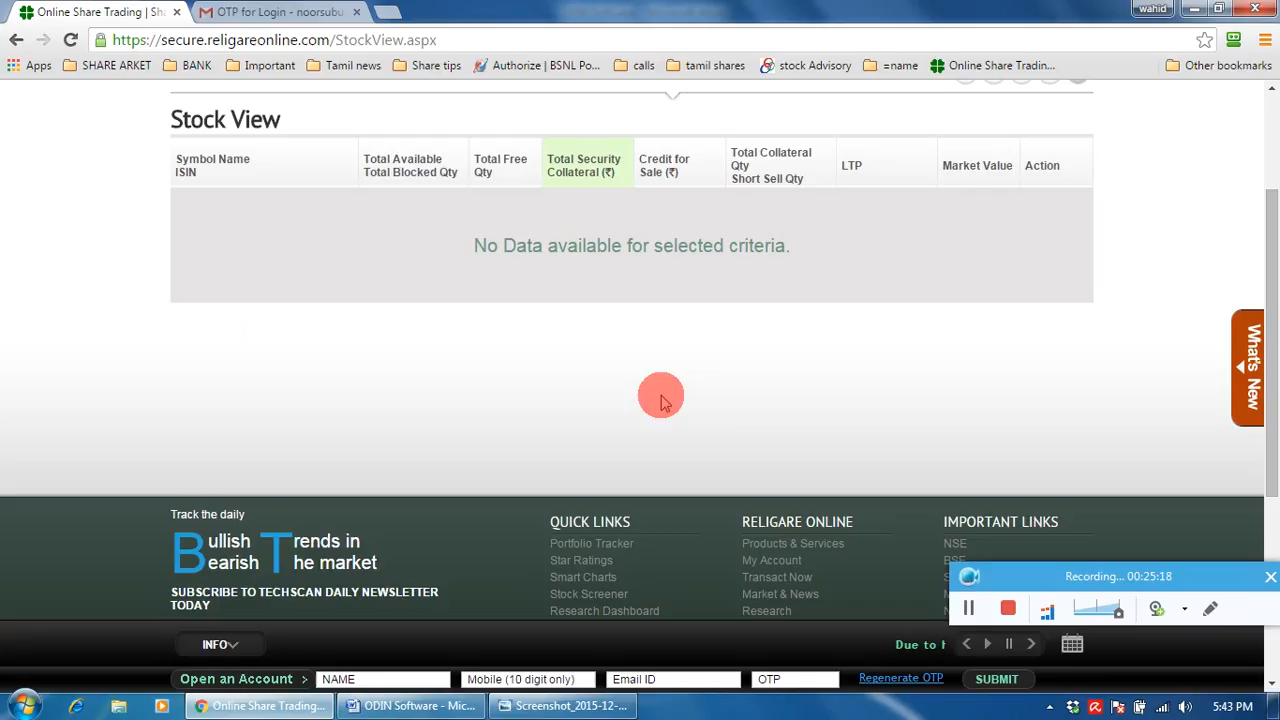 Online Share Trading | Sha
OTP for Login - noorsubu
wahid
https://secure.religareonline.com/StockView.aspx
Apps
SHARE ARKET
BANK
Important
Tamil news
Share tips
Authorize | BSNL Po...
calls
tamil shares
stock Advisory
=name
Online Share Tradin...
Other bookmarks
Stock View
Symbol Name
ISIN
Total Available
Total Blocked Qty
Total Free
Qty
Total Security
Collateral (₹)
Credit for
Sale (₹)
Total Collateral
Qty
Short Sell Qty
LTP
Market Value
Action
No Data available for selected criteria.
What's New
Track the daily
Bullish Trends in
Bearish The market
SUBSCRIBE TO TECHSCAN DAILY NEWSLETTER
TODAY
QUICK LINKS
Portfolio Tracker
Star Ratings
Smart Charts
Stock Screener
Research Dashboard
RELIGARE ONLINE
Products & Services
My Account
Transact Now
Market & News
Research
IMPORTANT LINKS
NSE
BSE
Recording... 00:25:18
INFO
Due to
Open an Account >
NAME
Mobile (10 digit only)
Email ID
OTP
Regenerate OTP
SUBMIT
Online Share Trading...
ODIN Software - Mic...
Screenshot_2015-12-...
5:43 PM